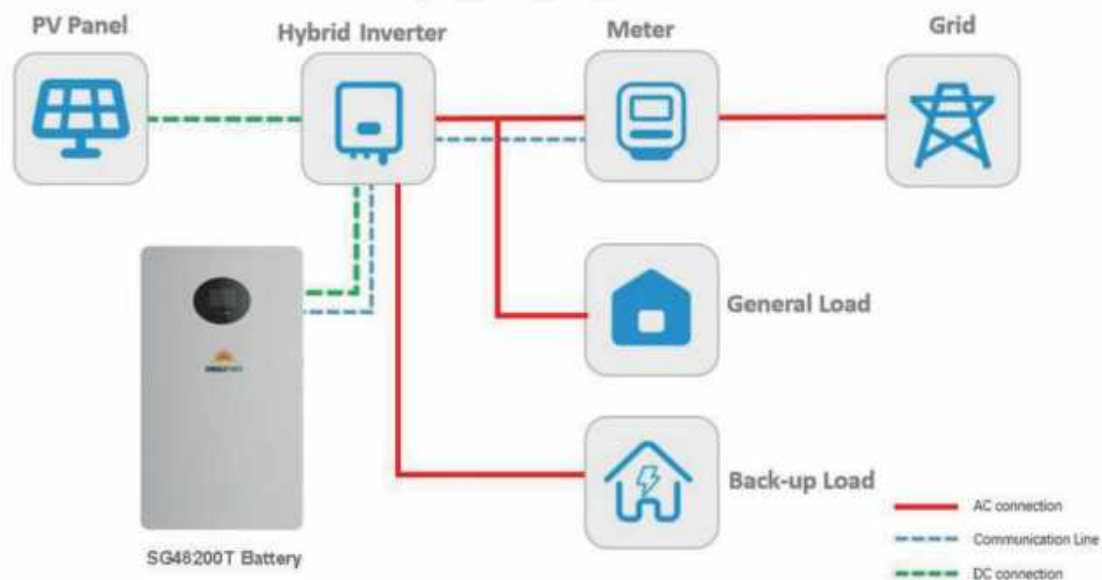 PV Panel
Hybrid Inverter
Meter
Grid
General Load
Back-up Load
SG48200T Battery
AC connection
Communication Line
DC connection